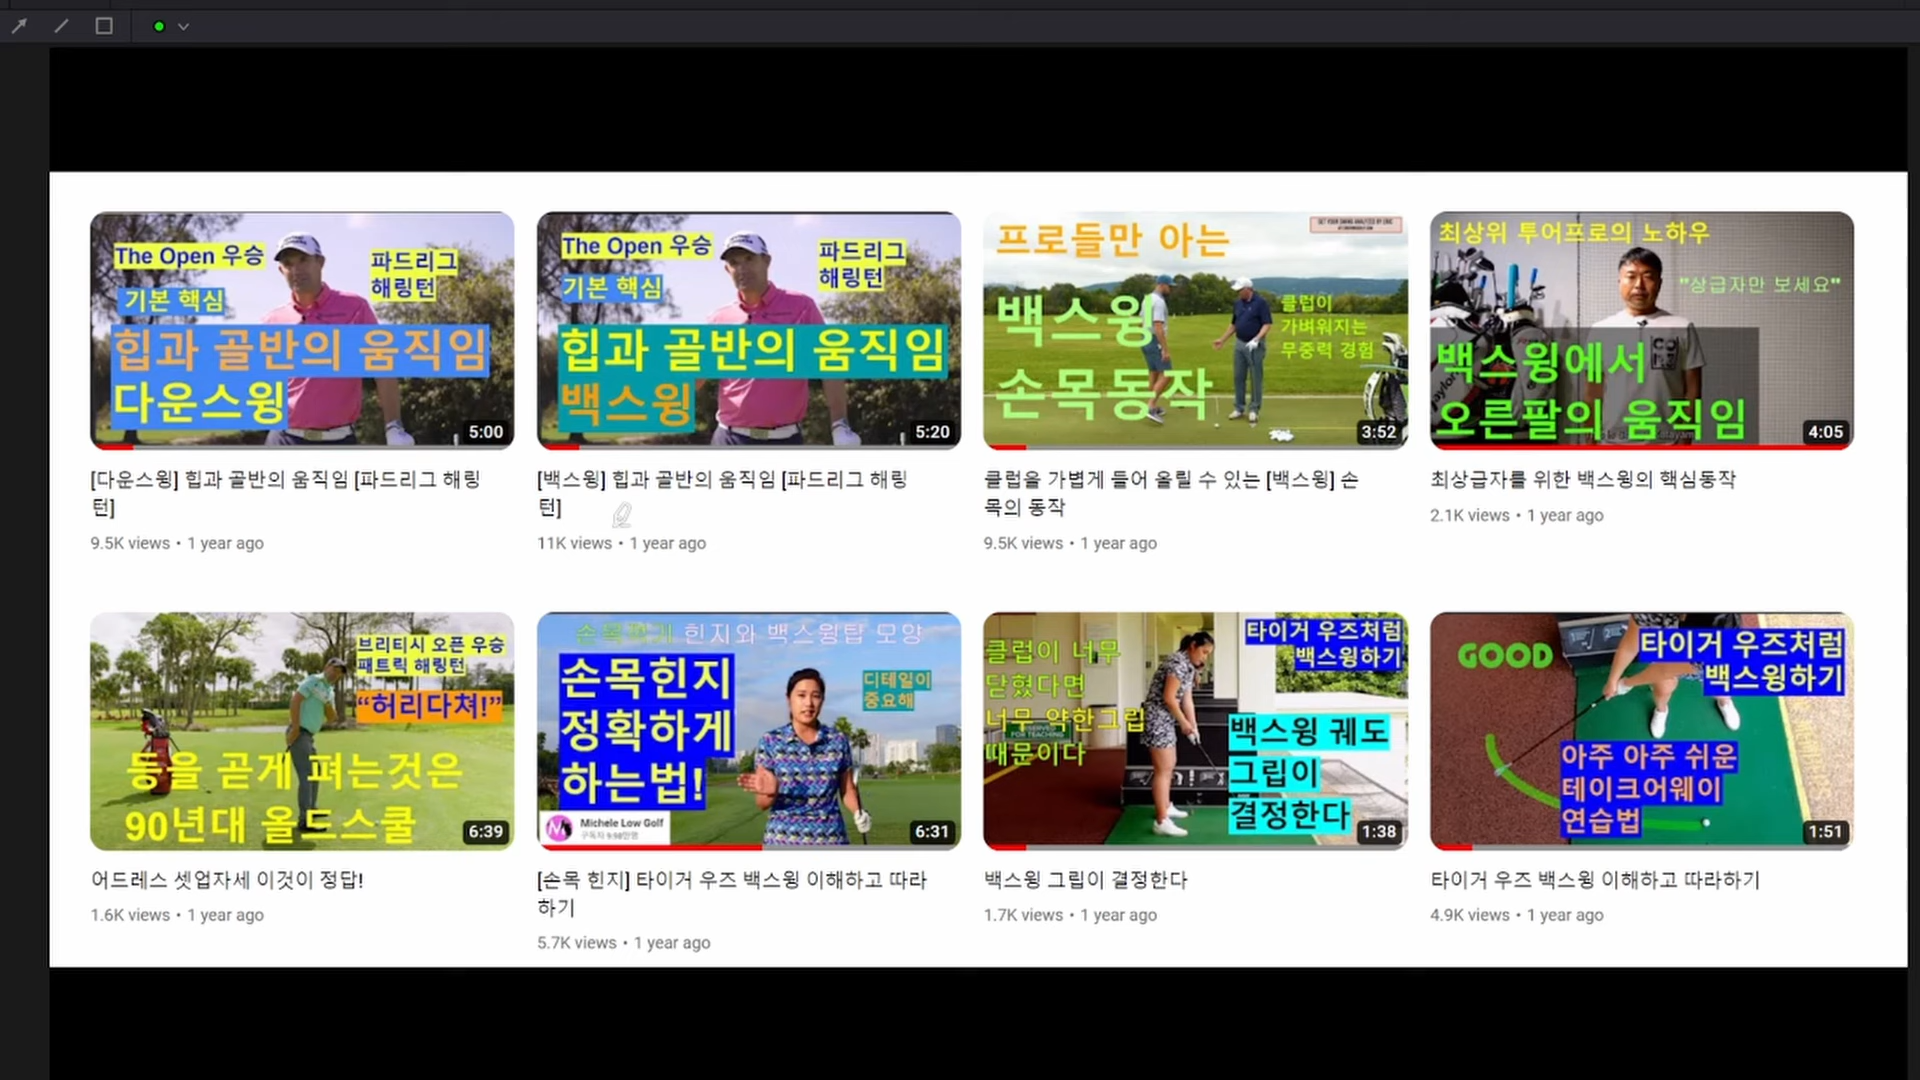 The Open 우승
파드리그
해링턴
기본 핵심
힙과 골반의 움직임
다운스윙
5:00
[다운스윙] 힙과 골반의 움직임 [파드리그 해링
턴]
9.5K views • 1 year ago
The Open 우승
파드리그
해링턴
기본 핵심
힙과 골반의 움직임
백스윙
5:20
[백스윙] 힙과 골반의 움직임 [파드리그 해링
턴]
11K views • 1 year ago
프로들만 아는
백스윙
손목동작
클럽이
가벼워지는
무중력 경험
3:52
클럽을 가볍게 들어 올릴 수 있는 [백스윙] 손
목의 동작
9.5K views • 1 year ago
최상위 투어프로의 노하우
"상급자만 보세요"
백스윙에서
오른팔의 움직임
4:05
최상급자를 위한 백스윙의 핵심동작
2.1K views • 1 year ago
브리티시 오픈 우승
패트릭 해링턴
“허리다쳐!”
등을 곧게 펴는것은
90년대 올드스쿨
6:39
어드레스 셋업자세 이것이 정답!
1.6K views • 1 year ago
힌지와 백스윙탑 모양
손목힌지
정확하게
하는법!
디테일이
중요해
Michele Low Golf
6:31
[손목 힌지] 타이거 우즈 백스윙 이해하고 따라
하기
5.7K views • 1 year ago
타이거 우즈처럼
백스윙하기
클럽이 너무
닫혔다면
너무 약한그립
때문이다
백스윙 궤도
그립이
결정한다
1:38
백스윙 그립이 결정한다
1.7K views • 1 year ago
GOOD
타이거 우즈처럼
백스윙하기
아주 아주 쉬운
테이크어웨이
연습법
1:51
타이거 우즈 백스윙 이해하고 따라하기
4.9K views • 1 year ago